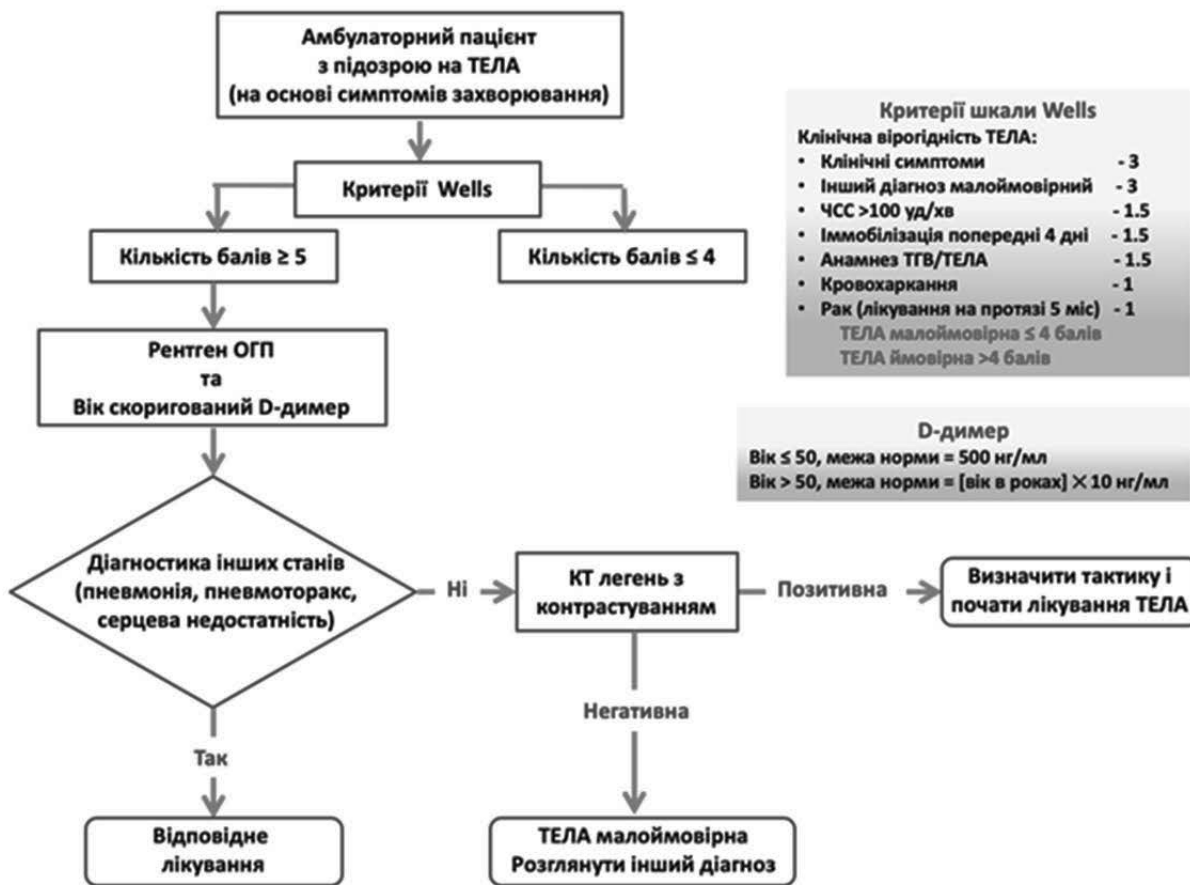 Амбулаторний пацієнт
з підозрою на ТЕЛА
(на основі симптомів захворювання)
Критерії Wells
Кількість балів ≥ 5
Кількість балів ≤ 4
Рентген ОГП
та
Вік скоригований D-димер
Діагностика інших станів
(пневмонія, пневмоторакс,
серцева недостатність)
Ні
КТ легень з
контрастуванням
Позитивна
Визначити тактику і
почати лікування ТЕЛА
Негативна
Так
Відповідне
лікування
ТЕЛА малоймовірна
Розглянути інший діагноз
Критерії шкали Wells
Клінічна вірогідність ТЕЛА:
• Клінічні симптоми - 3
• Інший діагноз малоймовірний - 3
• ЧСС >100 уд/хв - 1.5
• Іммобілізація попередні 4 дні - 1.5
• Анамнез ТГВ/ТЕЛА - 1.5
• Кровохаркання - 1
• Рак (лікування на протязі 5 міс) - 1
ТЕЛА малоймовірна ≤ 4 балів
ТЕЛА ймовірна >4 балів
D-димер
Вік ≤ 50, межа норми = 500 нг/мл
Вік > 50, межа норми = [вік в роках] × 10 нг/мл